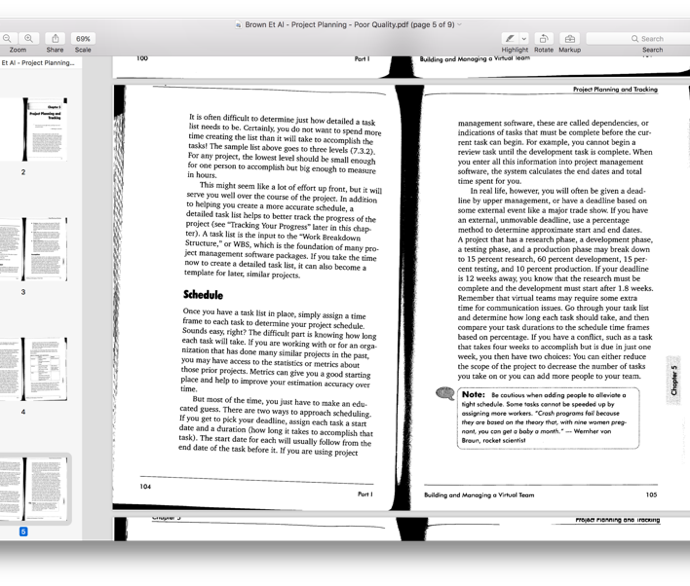 Brown Et Al - Project Planning - Poor Quality.pdf (page 5 of 9)
69%
Search
Zoom
Share
Scale
Highlight
Rotate
Markup
Search
Et Al - Project Planning...
2
3
4
5
100
Part I
Building and Managing a Virtual Team
It is often difficult to determine just how detailed a task
list needs to be. Certainly, you do not want to spend more
time creating the list than it will take to accomplish the
tasks! The sample list above goes to three levels (7.3.2).
For any project, the lowest level should be small enough
for one person to accomplish but big enough to measure
in hours.
This might seem like a lot of effort up front, but it will
serve you well over the course of the project. In addition
to helping you create a more accurate schedule, a
detailed task list helps to better track the progress of the
project (see "Tracking Your Progress" later in this chap-
ter). A task list is the input to the "Work Breakdown
Structure," or WBS, which is the foundation of many pro-
ject management software packages. If you take the time
now to create a detailed task list, it can also become a
template for later, similar projects.
Schedule
Once you have a task list in place, simply assign a time
frame to each task to determine your project schedule.
Sounds easy, right? The difficult part is knowing how long
each task will take. If you are working with or for an orga-
nization that has done many similar projects in the past,
you may have access to the statistics or metrics about
those prior projects. Metrics can give you a good starting
place and help to improve your estimation accuracy over
time.
But most of the time, you just have to make an edu-
cated guess. There are two ways to approach scheduling.
If you get to pick your deadline, assign each task a start
date and a duration (how long it takes to accomplish that
task). The start date for each will usually follow from the
end date of the task before it. If you are using project
104
Part I
Project Planning and Tracking
management software, these are called dependencies, or
indications of tasks that must be complete before the cur-
rent task can begin. For example, you cannot begin a
review task until the development task is complete. When
you enter all this information into project management
software, the system calculates the end dates and total
time spent for you.
In real life, however, you will often be given a dead-
line by upper management, or have a deadline based on
some external event like a major trade show. If you have
an external, unmovable deadline, use a percentage
method to determine approximate start and end dates.
A project that has a research phase, a development phase,
a testing phase, and a production phase may break down
to 15 percent research, 60 percent development, 15 per-
cent testing, and 10 percent production. If your deadline
is 12 weeks away, you know that the research must be
complete and the development must start after 1.8 weeks.
Remember that virtual teams may require some extra
time for communication issues. Go through your task list
and determine how long each task should take, and then
compare your task durations to the schedule time frames
based on percentage. If you have a conflict, such as a task
that takes four weeks to accomplish but is due in just one
week, you then have two choices: You can either reduce
the scope of the project to decrease the number of tasks
you take on or you can add more people to your team.
Note: Be cautious when adding people to alleviate a
tight schedule. Some tasks cannot be speeded up by
assigning more workers. "Crash programs fail because
they are based on the theory that, with nine women preg-
nant, you can get a baby a month." — Wernher von
Braun, rocket scientist
Chapter 5
Building and Managing a Virtual Team
105
Chapter 5
Project Planning and Tracking